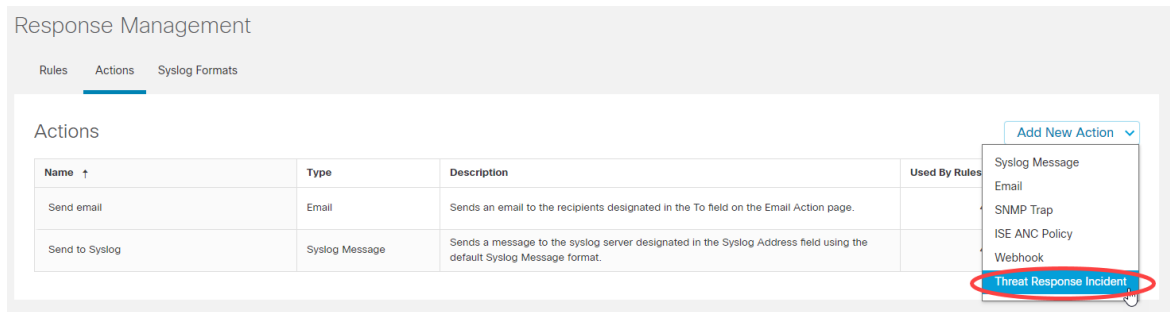 Response Management
Rules Actions Syslog Formats
Actions
Add New Action
Name Type Description Used By Rules
Send email Email Sends an email to the recipients designated in the To field on the Email Action page.
Send to Syslog Syslog Message Sends a message to the syslog server designated in the Syslog Address field using the
default Syslog Message format.
Syslog Message
Email
SNMP Trap
ISE ANC Policy
Webhook
Threat Response Incident